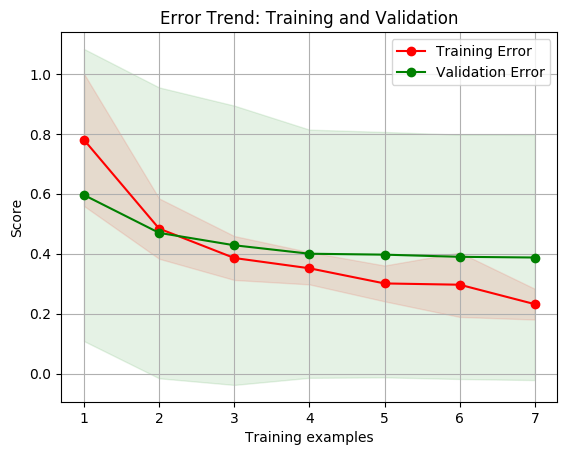 Error Trend: Training and Validation
Training Error
Validation Error
1.0
0.8
0.6
0.4
0.2
0.0
Score
1 2 3 4 5 6 7
Training examples